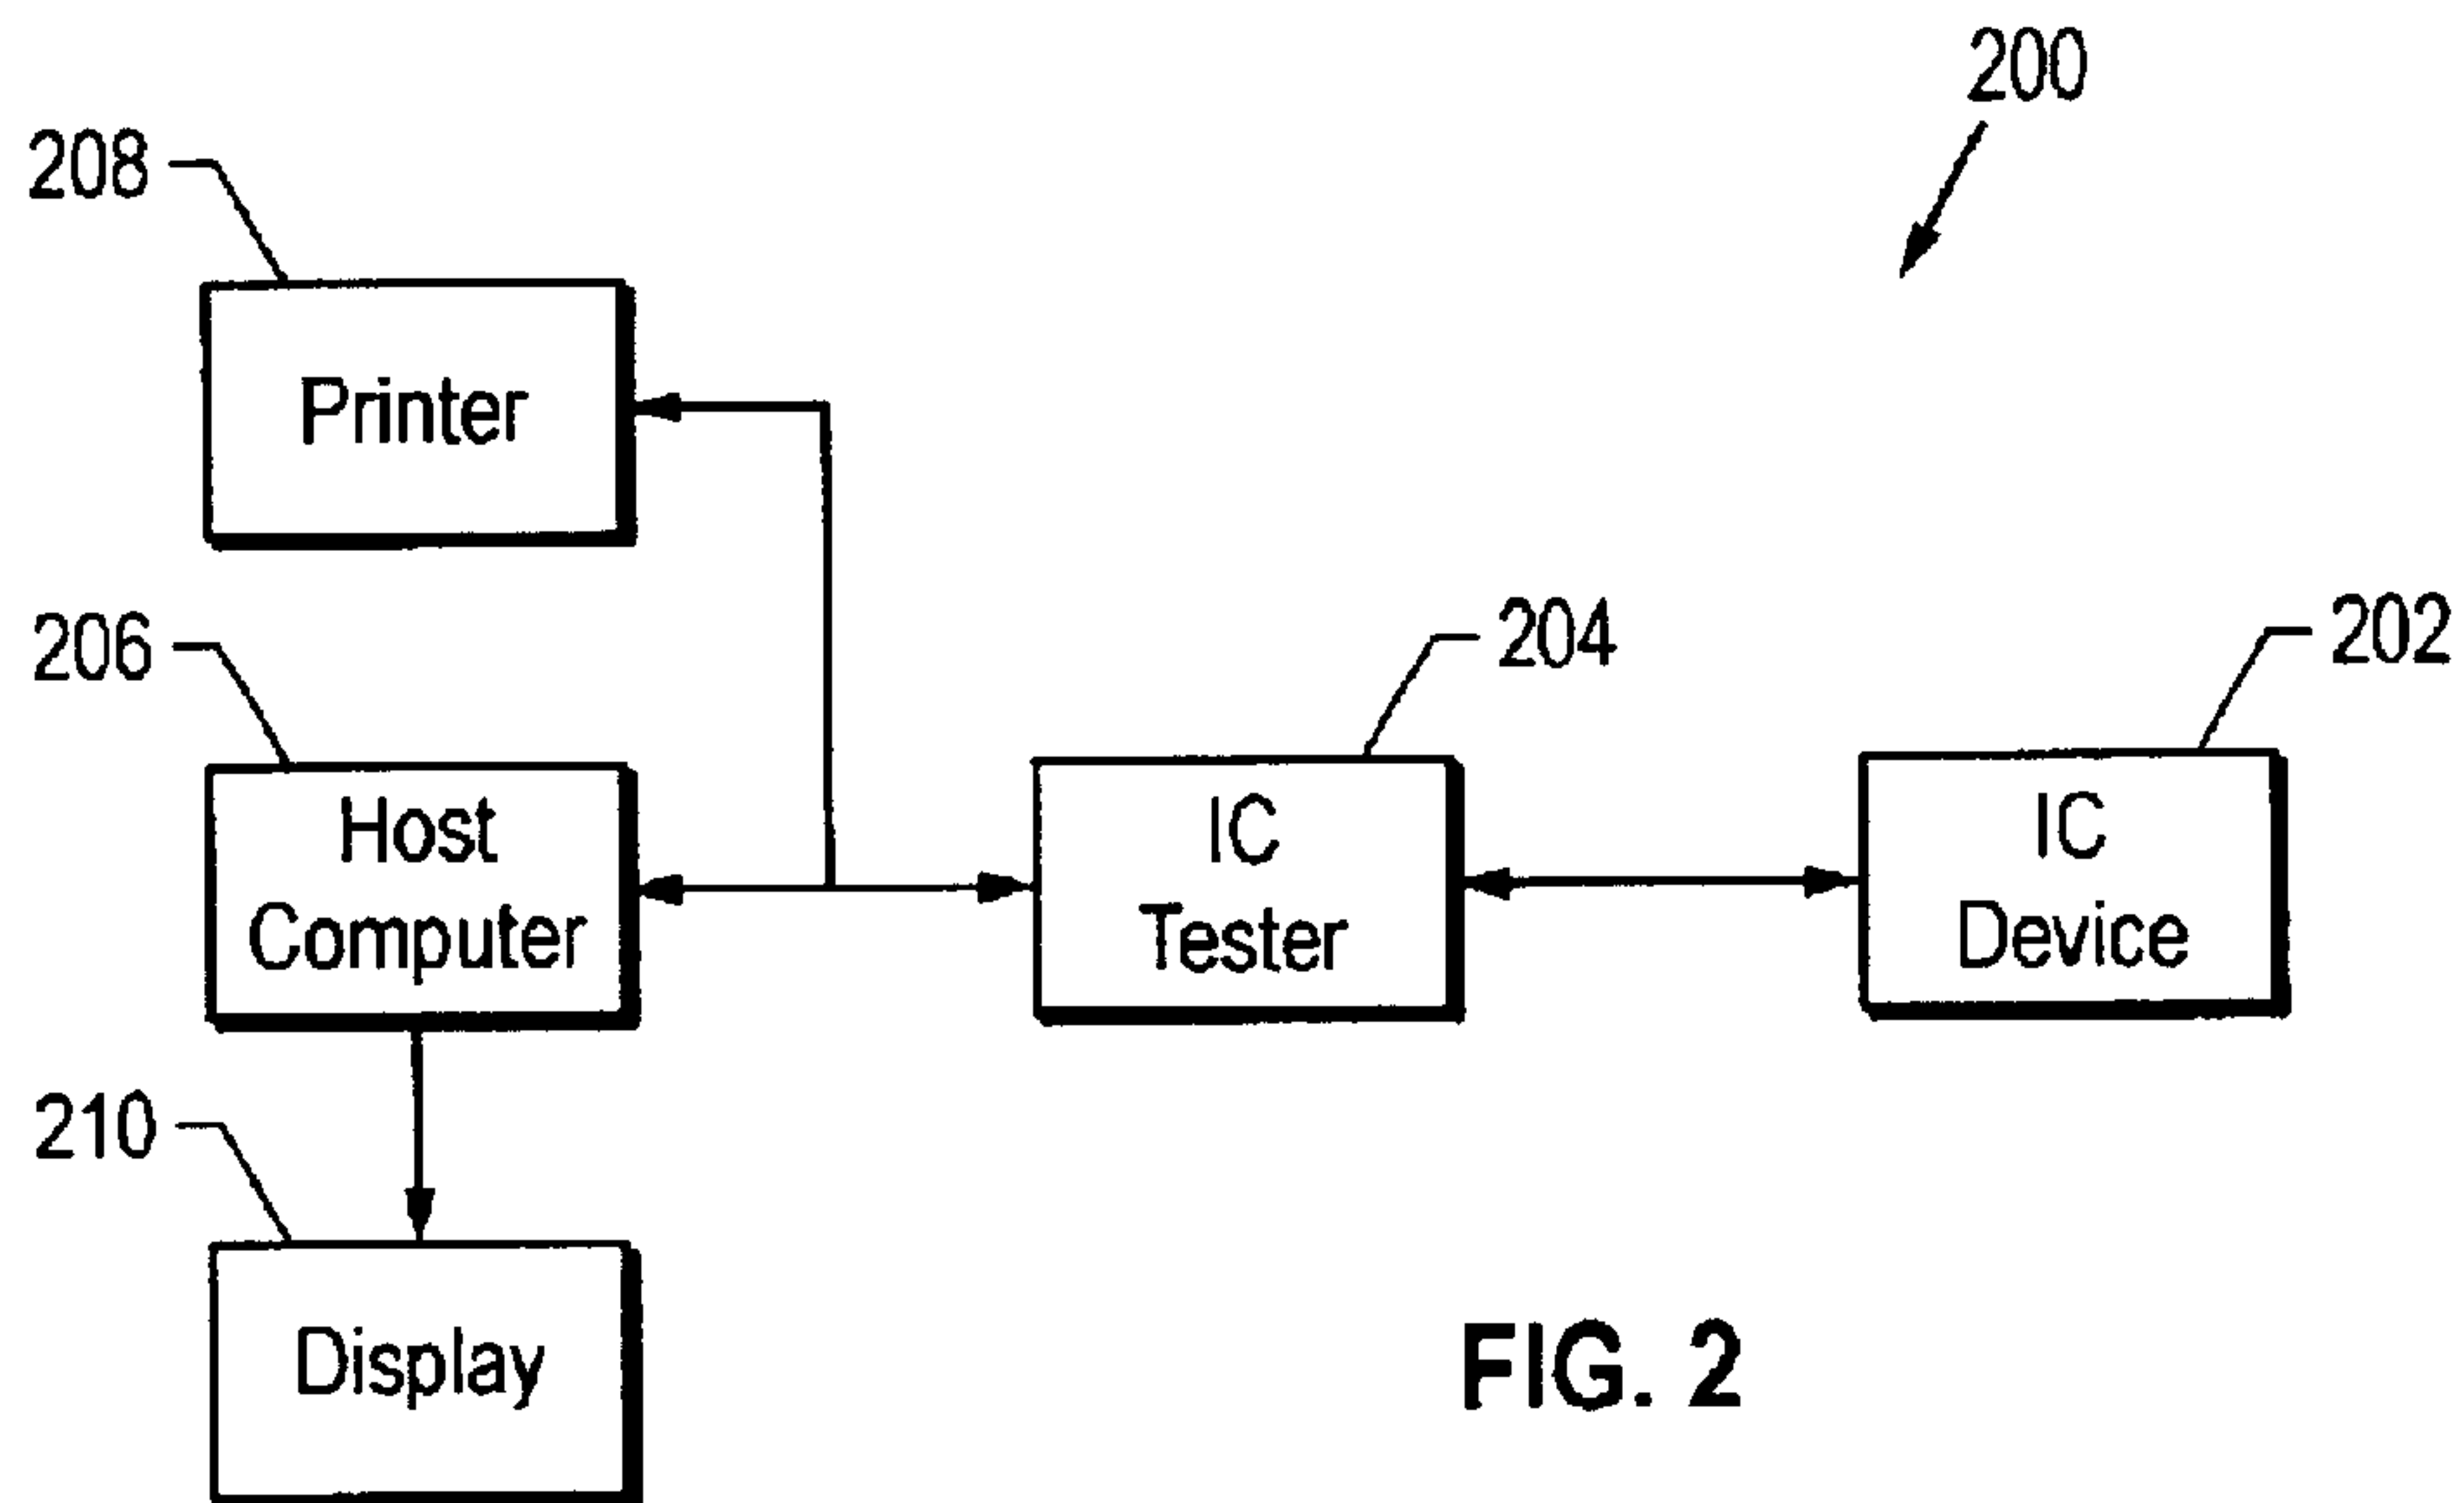 200
208
Printer
206
204
202
Host
Computer
IC
Tester
IC
Device
210
Display
FIG. 2